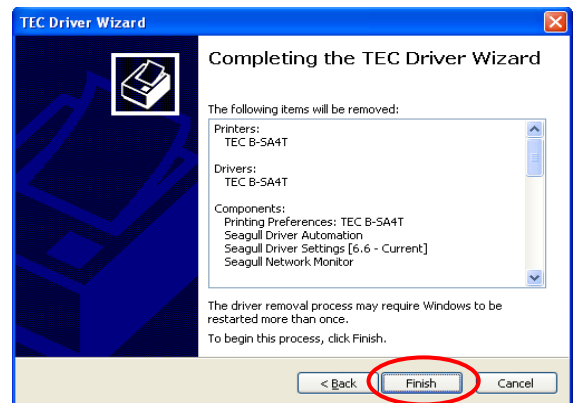 TEC Driver Wizard
Completing the TEC Driver Wizard
The following items will be removed:
Printers:
TEC B-SA4T
Drivers:
TEC B-SA4T
Components:
Printing Preferences: TEC B-SA4T
Seagull Driver Automation
Seagull Driver Settings [6.6 - Current]
Seagull Network Monitor
The driver removal process may require Windows to be
restarted more than once.
To begin this process, click Finish.
< Back Finish Cancel